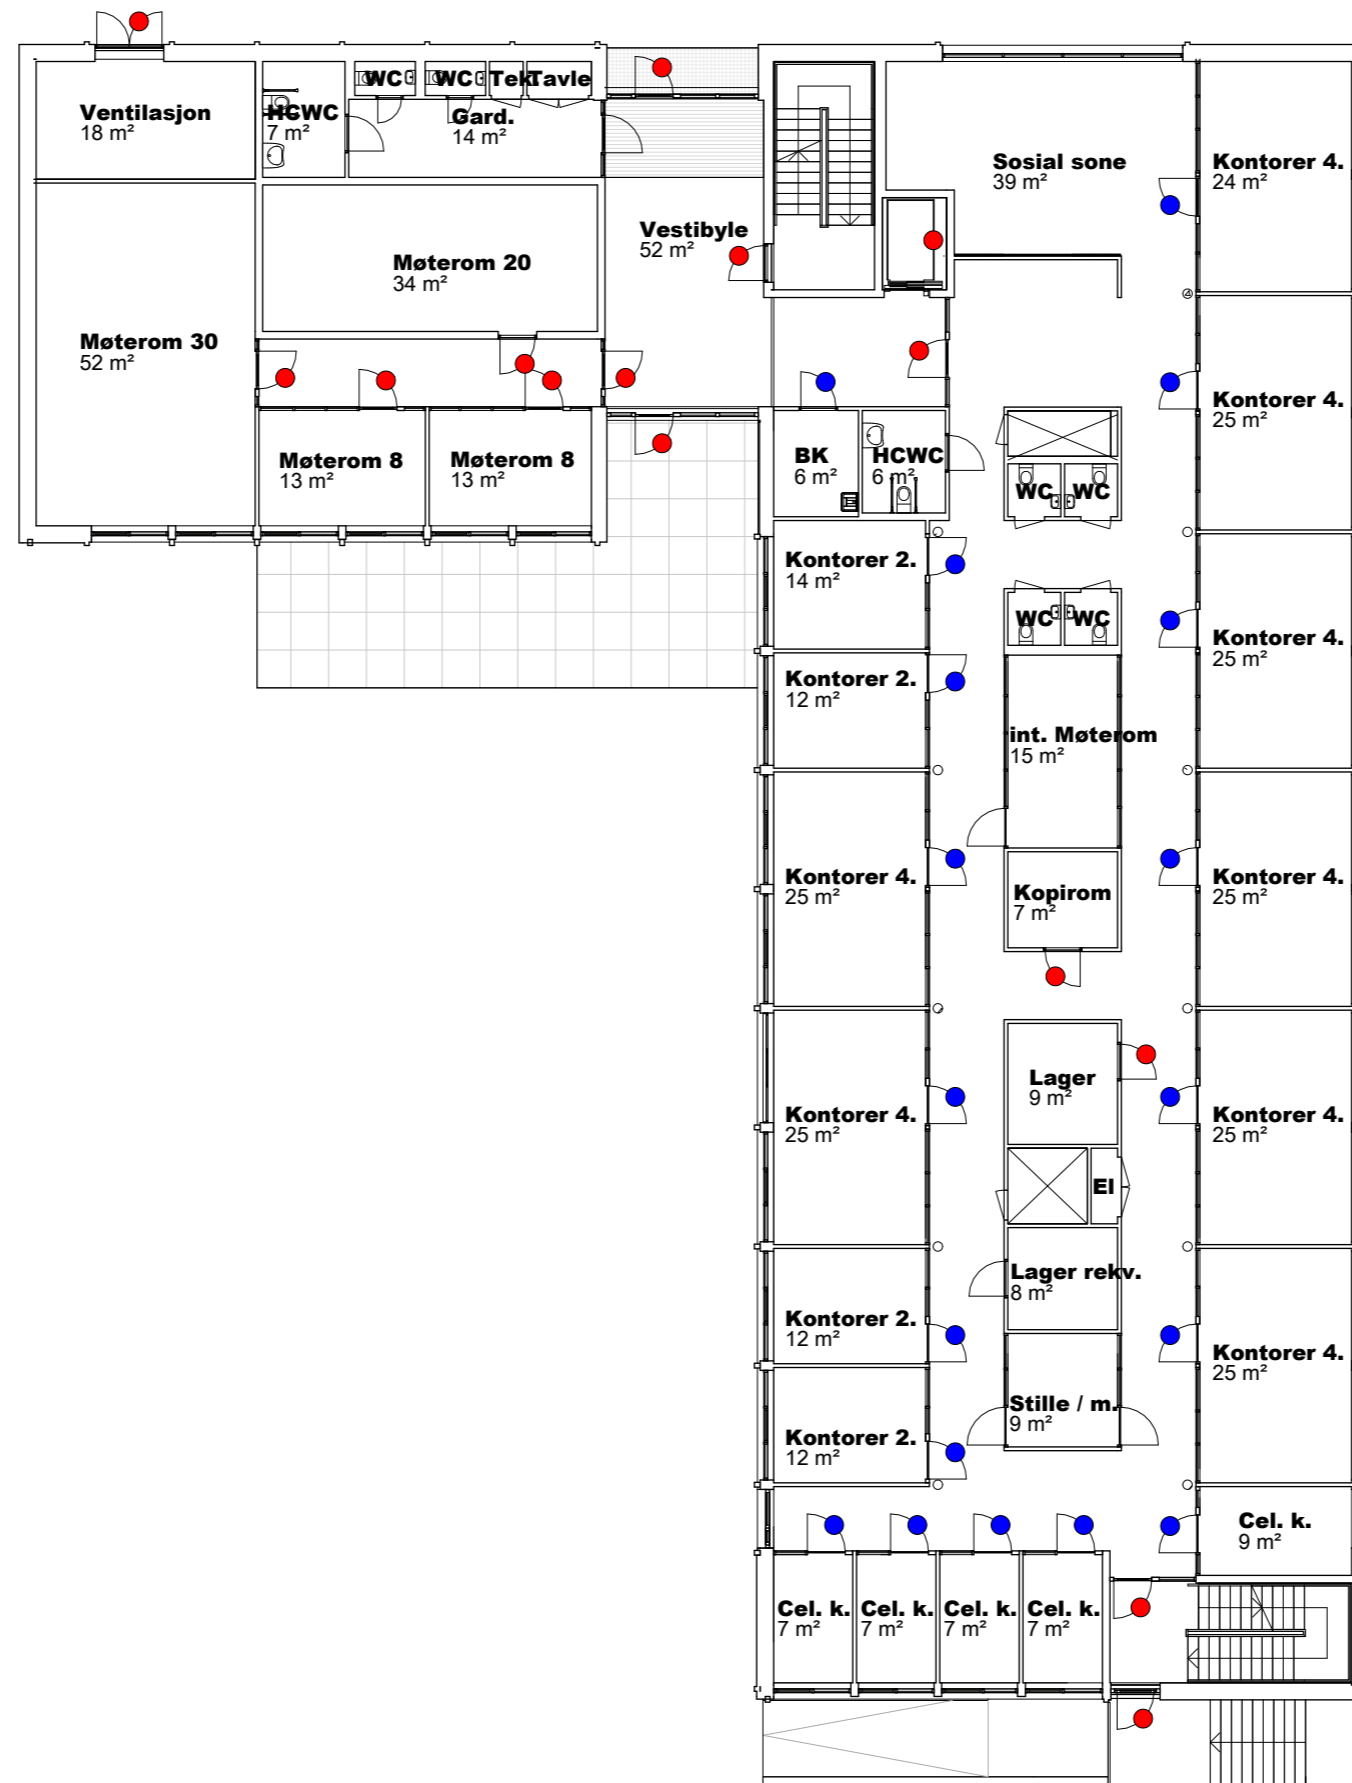 WC
WC
Tek
Tavle
Ventilasjon
18 m²
HCWC
7 m²
Gard.
14 m²
Sosial sone
39 m²
Kontorer 4.
24 m²
Vestibyle
52 m²
Møterom 20
34 m²
Møterom 30
52 m²
Kontorer 4.
25 m²
Møterom 8
13 m²
Møterom 8
13 m²
BK
6 m²
HCWC
6 m²
WC
WC
Kontorer 2.
14 m²
WC
WC
Kontorer 4.
25 m²
Kontorer 2.
12 m²
int. Møterom
15 m²
Kontorer 4.
25 m²
Kopirom
7 m²
Kontorer 4.
25 m²
Lager
9 m²
Kontorer 4.
25 m²
Kontorer 4.
25 m²
El
Lager rekv.
8 m²
Kontorer 2.
12 m²
Kontorer 4.
25 m²
Stille / m.
9 m²
Kontorer 2.
12 m²
Cel. k.
9 m²
Cel. k.
7 m²
Cel. k.
7 m²
Cel. k.
7 m²
Cel. k.
7 m²